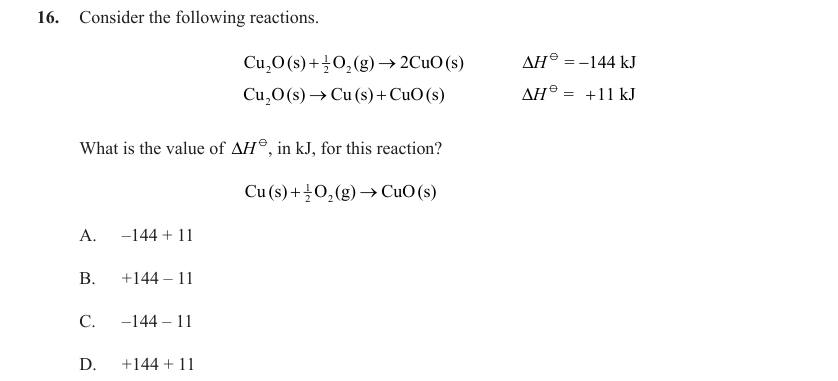 16. Consider the following reactions.
Cu₂O(s)+½O₂(g)→2CuO(s) ΔH⊖ = −144 kJ
Cu₂O(s)→Cu(s)+CuO(s) ΔH⊖ = +11 kJ
What is the value of ΔH⊖, in kJ, for this reaction?
Cu(s)+½O₂(g)→CuO(s)
A. –144 + 11
B. +144 – 11
C. –144 – 11
D. +144 + 11